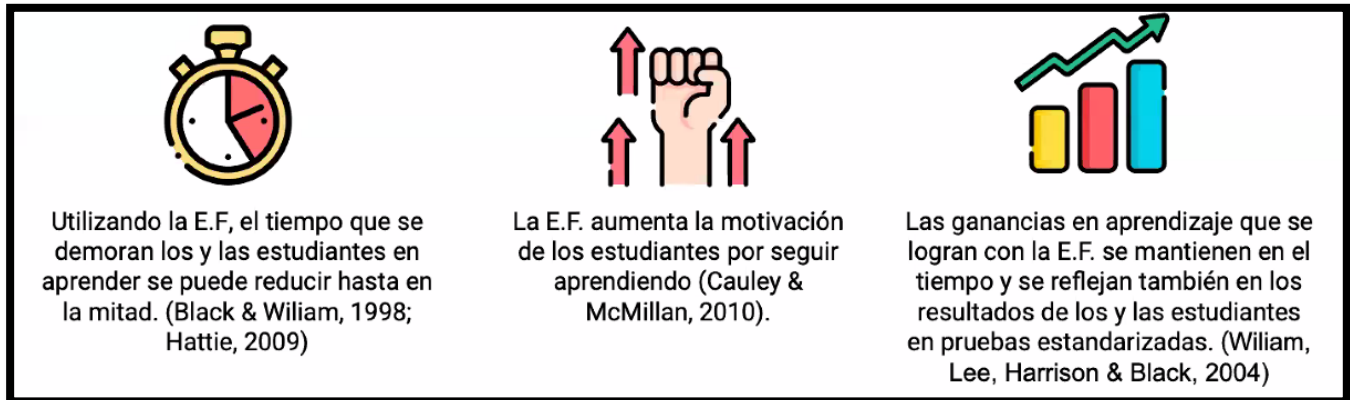 Utilizando la E.F, el tiempo que se
demoran los y las estudiantes en
aprender se puede reducir hasta en
la mitad. (Black & Wiliam, 1998;
Hattie, 2009)
La E.F. aumenta la motivación
de los estudiantes por seguir
aprendiendo (Cauley &
McMillan, 2010).
Las ganancias en aprendizaje que se
logran con la E.F. se mantienen en el
tiempo y se reflejan también en los
resultados de los y las estudiantes
en pruebas estandarizadas. (Wiliam,
Lee, Harrison & Black, 2004)